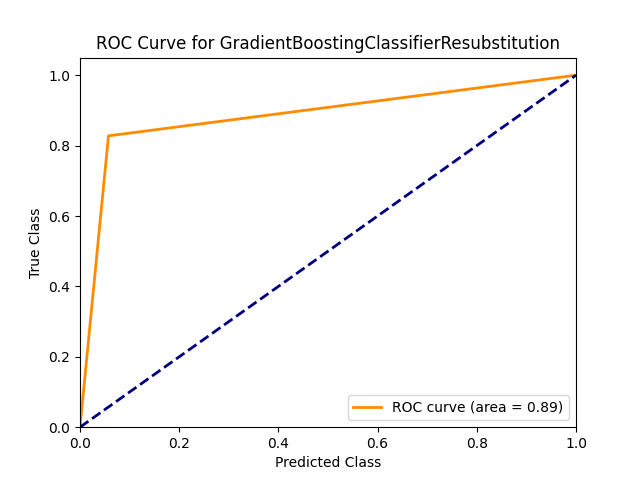 ROC Curve for GradientBoostingClassifierResubstitution
True Class
1.0
0.8
0.6
0.4
0.2
0.0
0.0 0.2 0.4 0.6 0.8 1.0
Predicted Class
ROC curve (area = 0.89)